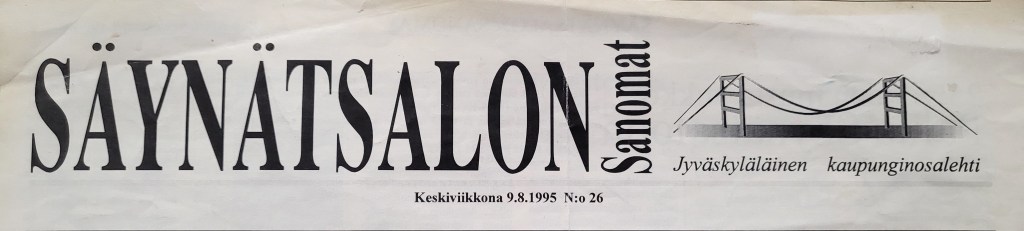 SÄYNÄTSALON
Sanomat
Jyväskyläläinen kaupunginosalehti
Keskiviikkona 9.8.1995 N:o 26